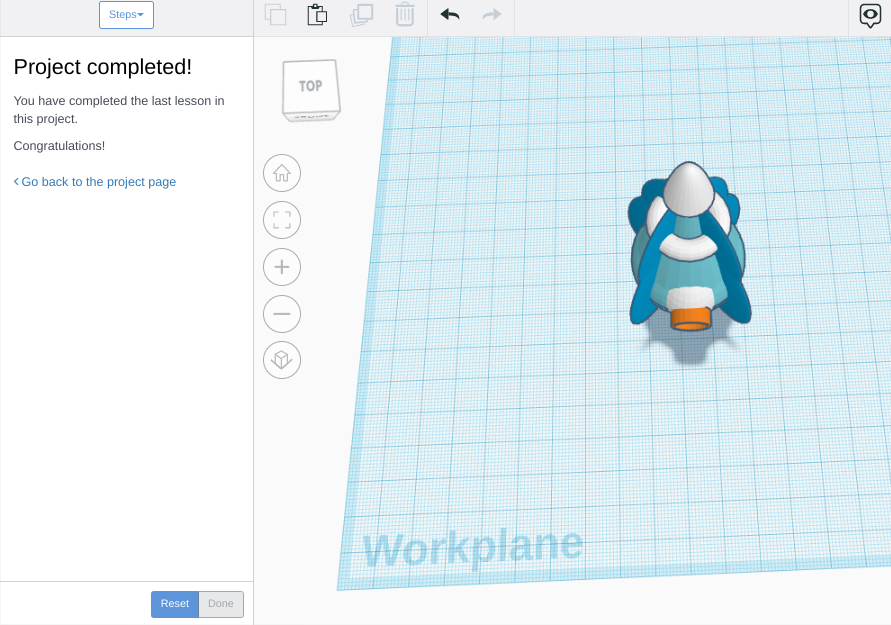 Steps
Project completed!
You have completed the last lesson in
this project.
Congratulations!
Go back to the project page
Reset
Done
TOP
Workplane